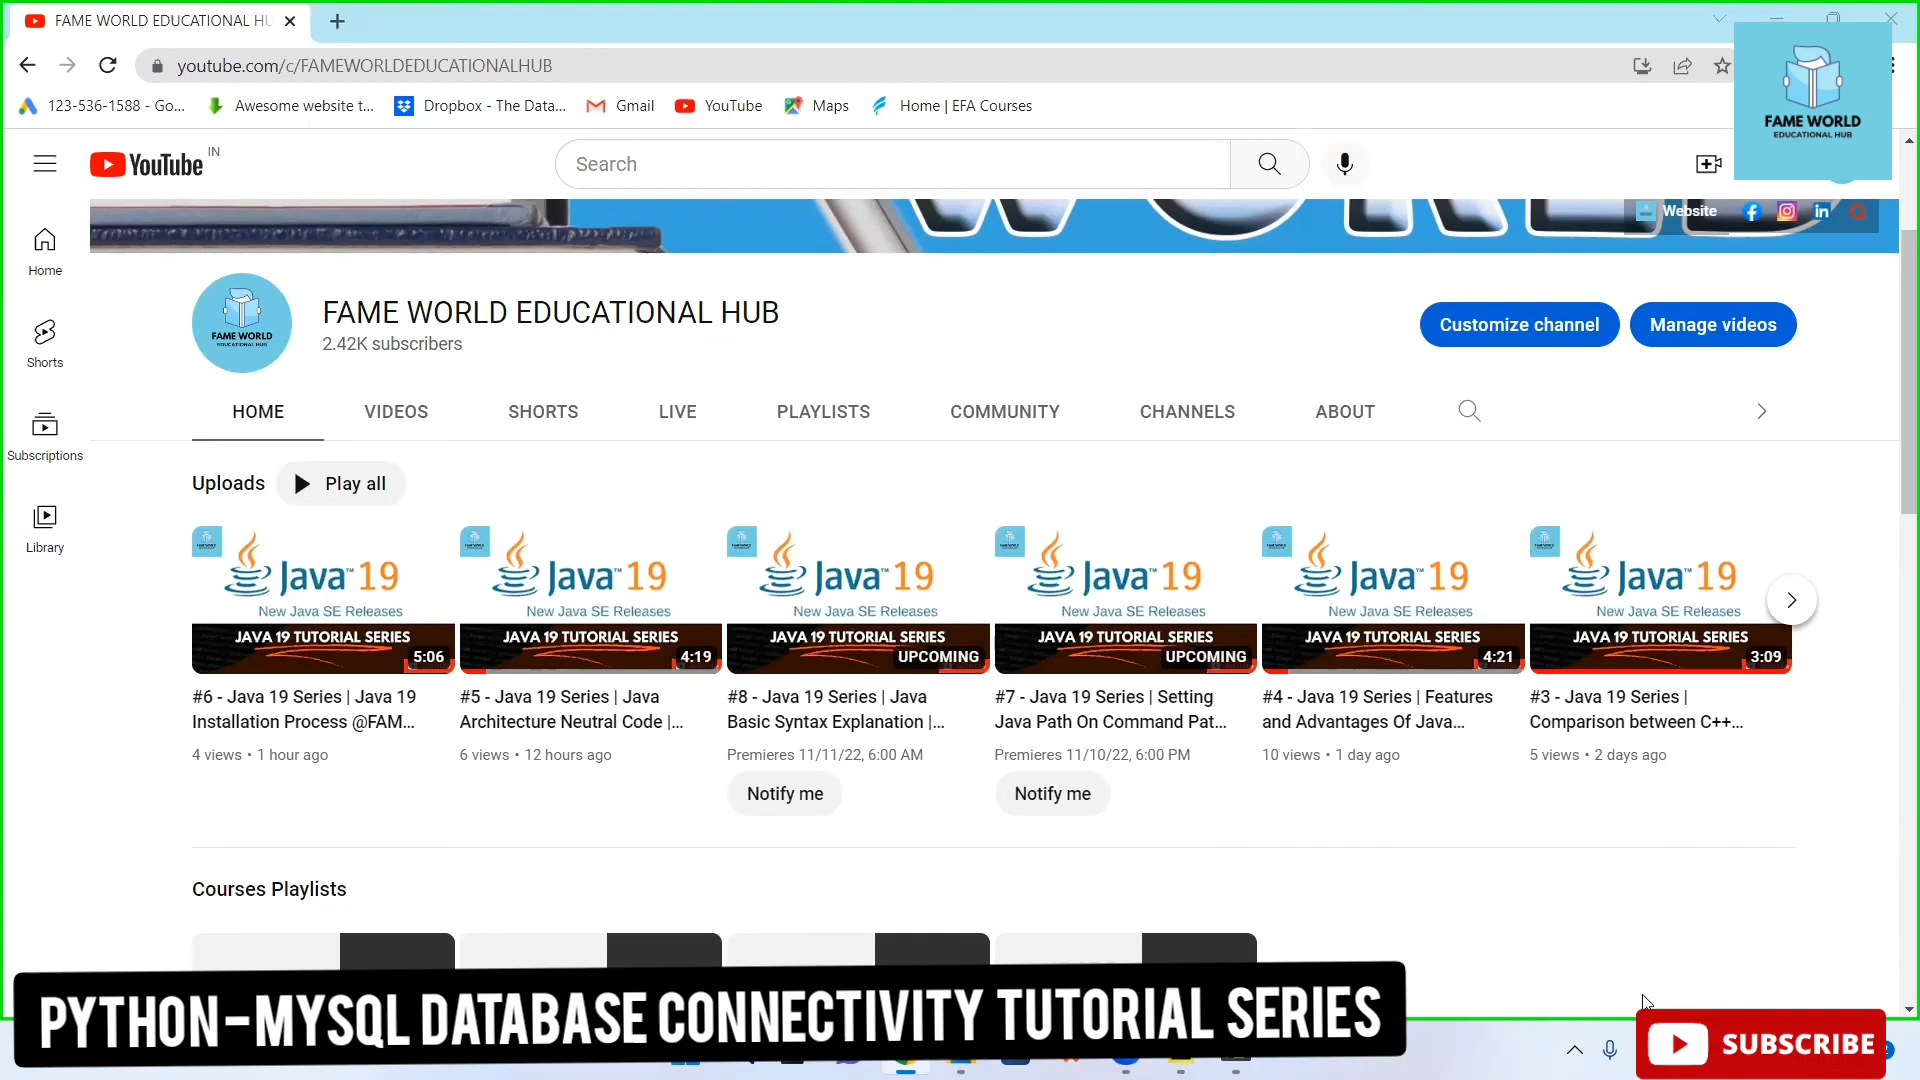 FAME WORLD EDUCATIONAL HU
youtube.com/c/FAMEWORLDEDUCATIONALHUB
123-536-1588 - Go...
Awesome website t...
Dropbox - The Data...
Gmail
YouTube
Maps
Home | EFA Courses
FAME WORLD
EDUCATIONAL HUB
YouTube IN
Search
Website
Home
Shorts
Subscriptions
Library
FAME WORLD
EDUCATIONAL HUB
FAME WORLD EDUCATIONAL HUB
2.42K subscribers
Customize channel
Manage videos
HOME VIDEOS SHORTS LIVE PLAYLISTS COMMUNITY CHANNELS ABOUT
Uploads
Play all
Java™ 19
New Java SE Releases
JAVA 19 TUTORIAL SERIES
5:06
#6 - Java 19 Series | Java 19
Installation Process @FAM...
4 views • 1 hour ago
Java™ 19
New Java SE Releases
JAVA 19 TUTORIAL SERIES
4:19
#5 - Java 19 Series | Java
Architecture Neutral Code |...
6 views • 12 hours ago
Java™ 19
New Java SE Releases
JAVA 19 TUTORIAL SERIES
UPCOMING
#8 - Java 19 Series | Java
Basic Syntax Explanation |...
Premieres 11/11/22, 6:00 AM
Notify me
Java™ 19
New Java SE Releases
JAVA 19 TUTORIAL SERIES
UPCOMING
#7 - Java 19 Series | Setting
Java Path On Command Pat...
Premieres 11/10/22, 6:00 PM
Notify me
Java™ 19
New Java SE Releases
JAVA 19 TUTORIAL SERIES
4:21
#4 - Java 19 Series | Features
and Advantages Of Java...
10 views • 1 day ago
Java™ 19
New Java SE Releases
JAVA 19 TUTORIAL SERIES
3:09
#3 - Java 19 Series |
Comparison between C++...
5 views • 2 days ago
Courses Playlists
PYTHON-MYSQL DATABASE CONNECTIVITY TUTORIAL SERIES
SUBSCRIBE